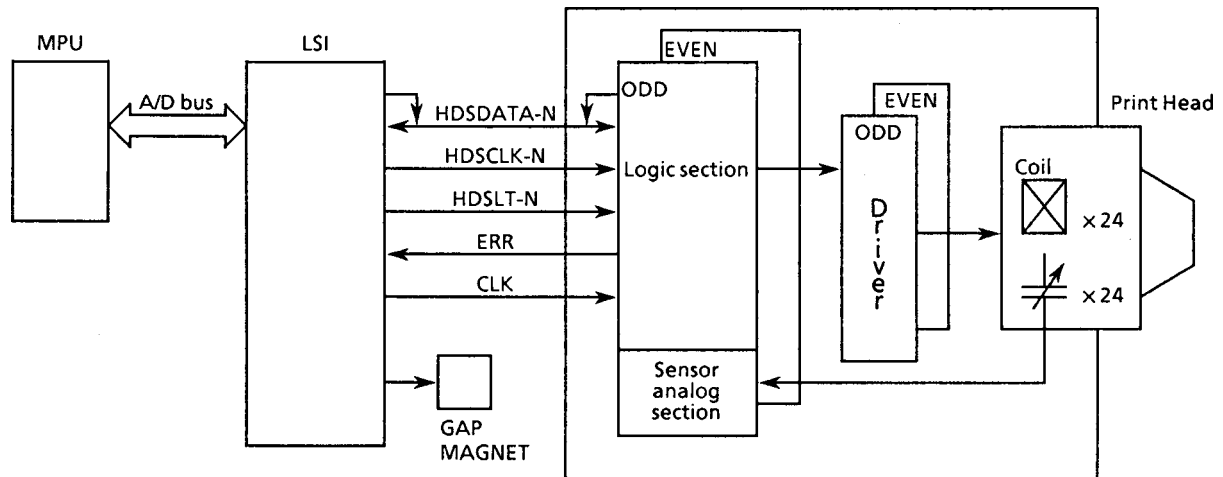 MPU
LSI
A/D bus
EVEN
ODD
HDSDATA-N
HDSCLK-N
HDSLT-N
ERR
CLK
Logic section
Sensor
analog
section
GAP
MAGNET
EVEN
ODD
Driver
Print Head
Coil
×24
×24